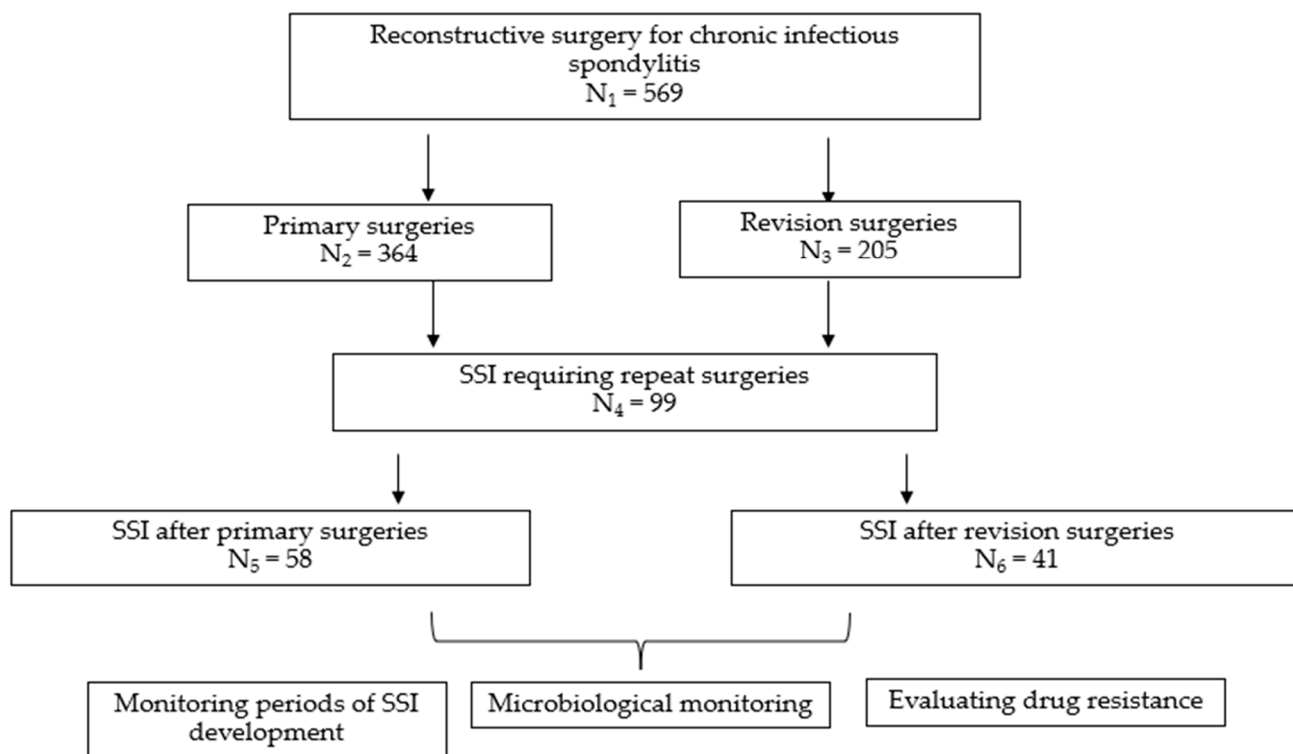 Reconstructive surgery for chronic infectious
spondylitis
N₁ = 569
Primary surgeries
N₂ = 364
Revision surgeries
N₃ = 205
SSI requiring repeat surgeries
N₄ = 99
SSI after primary surgeries
N₅ = 58
SSI after revision surgeries
N₆ = 41
Monitoring periods of SSI
development
Microbiological monitoring
Evaluating drug resistance